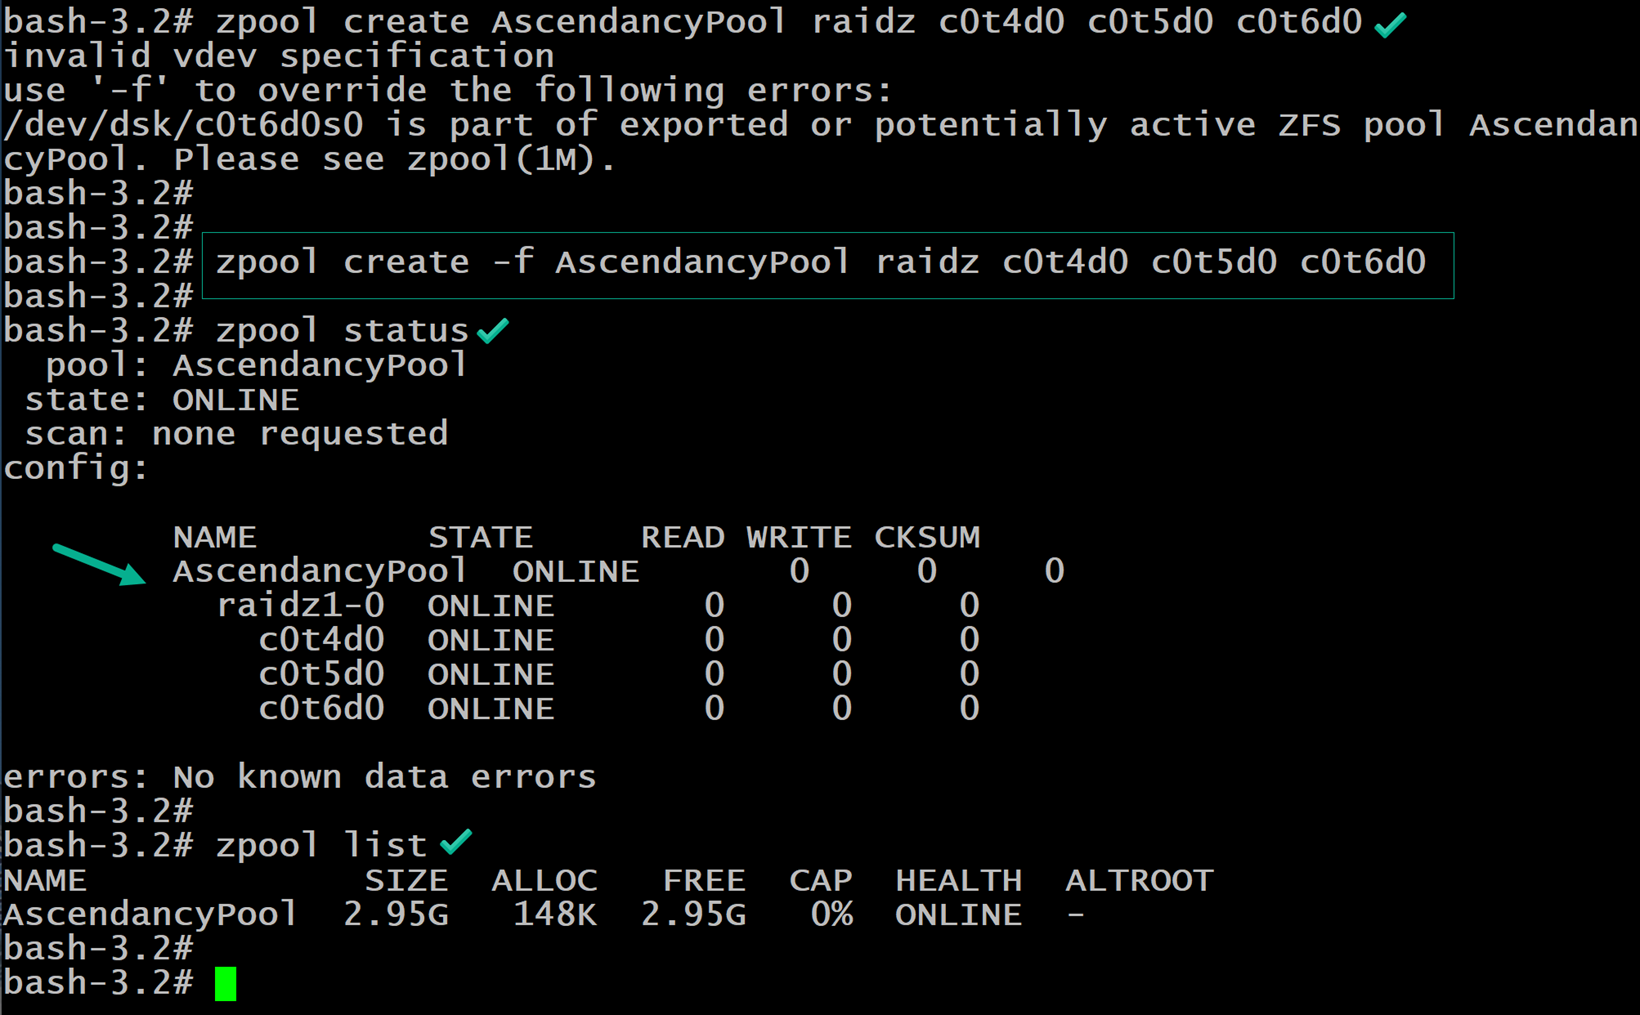 bash-3.2# zpool create AscendancyPool raidz c0t4d0 c0t5d0 c0t6d0
invalid vdev specification
use '-f' to override the following errors:
/dev/dsk/c0t6d0s0 is part of exported or potentially active ZFS pool Ascendan
cyPool. Please see zpool(1M).
bash-3.2#
bash-3.2#
bash-3.2# zpool create -f AscendancyPool raidz c0t4d0 c0t5d0 c0t6d0
bash-3.2#
bash-3.2# zpool status
  pool: AscendancyPool
 state: ONLINE
 scan: none requested
config:
        NAME        STATE     READ WRITE CKSUM
        AscendancyPool  ONLINE       0     0     0
          raidz1-0  ONLINE       0     0     0
            c0t4d0  ONLINE       0     0     0
            c0t5d0  ONLINE       0     0     0
            c0t6d0  ONLINE       0     0     0
errors: No known data errors
bash-3.2#
bash-3.2# zpool list
NAME             SIZE  ALLOC   FREE  CAP  HEALTH  ALTROOT
AscendancyPool  2.95G   148K  2.95G   0%  ONLINE  -
bash-3.2#
bash-3.2#